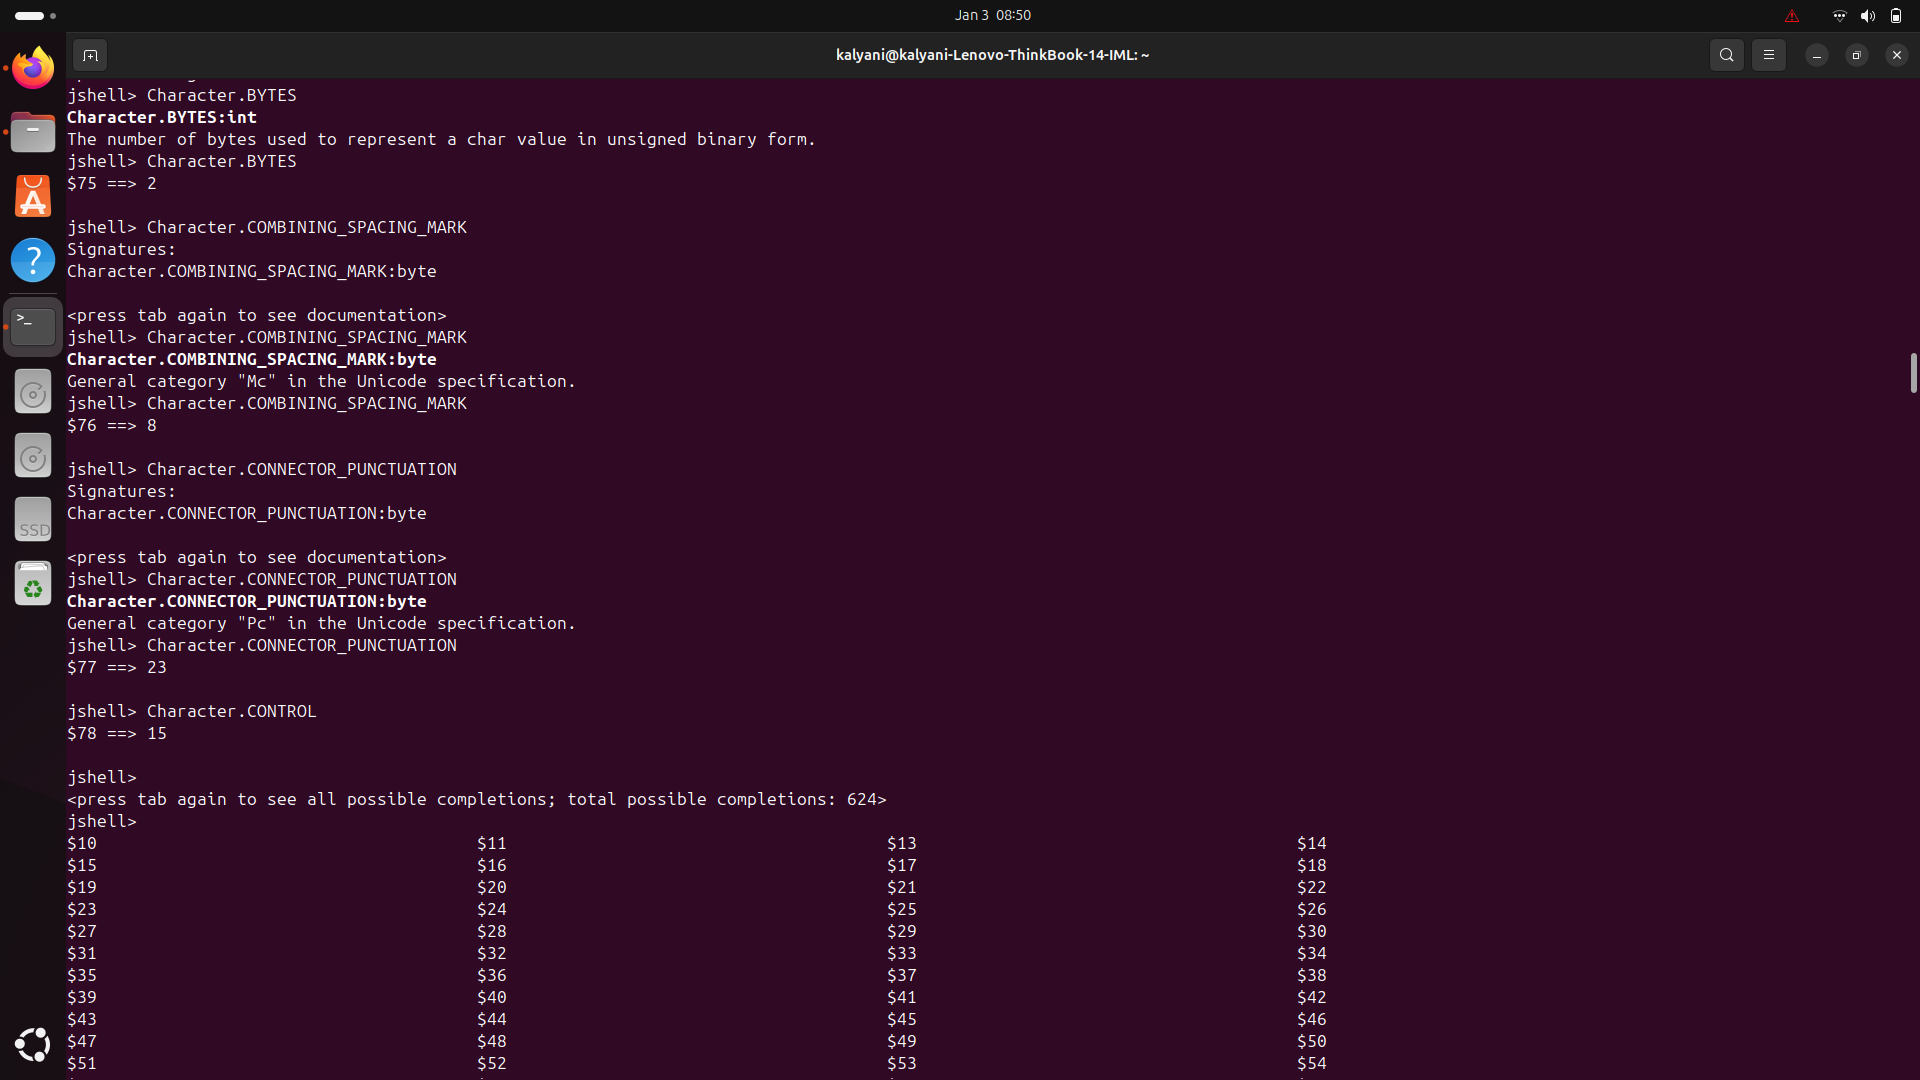 Jan 3 08:50
kalyani@kalyani-Lenovo-ThinkBook-14-IML: ~
jshell> Character.BYTES
Character.BYTES:int
The number of bytes used to represent a char value in unsigned binary form.
jshell> Character.BYTES
$75 ==> 2
jshell> Character.COMBINING_SPACING_MARK
Signatures:
Character.COMBINING_SPACING_MARK:byte
<press tab again to see documentation>
jshell> Character.COMBINING_SPACING_MARK
Character.COMBINING_SPACING_MARK:byte
General category "Mc" in the Unicode specification.
jshell> Character.COMBINING_SPACING_MARK
$76 ==> 8
jshell> Character.CONNECTOR_PUNCTUATION
Signatures:
Character.CONNECTOR_PUNCTUATION:byte
<press tab again to see documentation>
jshell> Character.CONNECTOR_PUNCTUATION
Character.CONNECTOR_PUNCTUATION:byte
General category "Pc" in the Unicode specification.
jshell> Character.CONNECTOR_PUNCTUATION
$77 ==> 23
jshell> Character.CONTROL
$78 ==> 15
jshell>
<press tab again to see all possible completions; total possible completions: 624>
jshell>
$10 $11 $13 $14
$15 $16 $17 $18
$19 $20 $21 $22
$23 $24 $25 $26
$27 $28 $29 $30
$31 $32 $33 $34
$35 $36 $37 $38
$39 $40 $41 $42
$43 $44 $45 $46
$47 $48 $49 $50
$51 $52 $53 $54
SSD